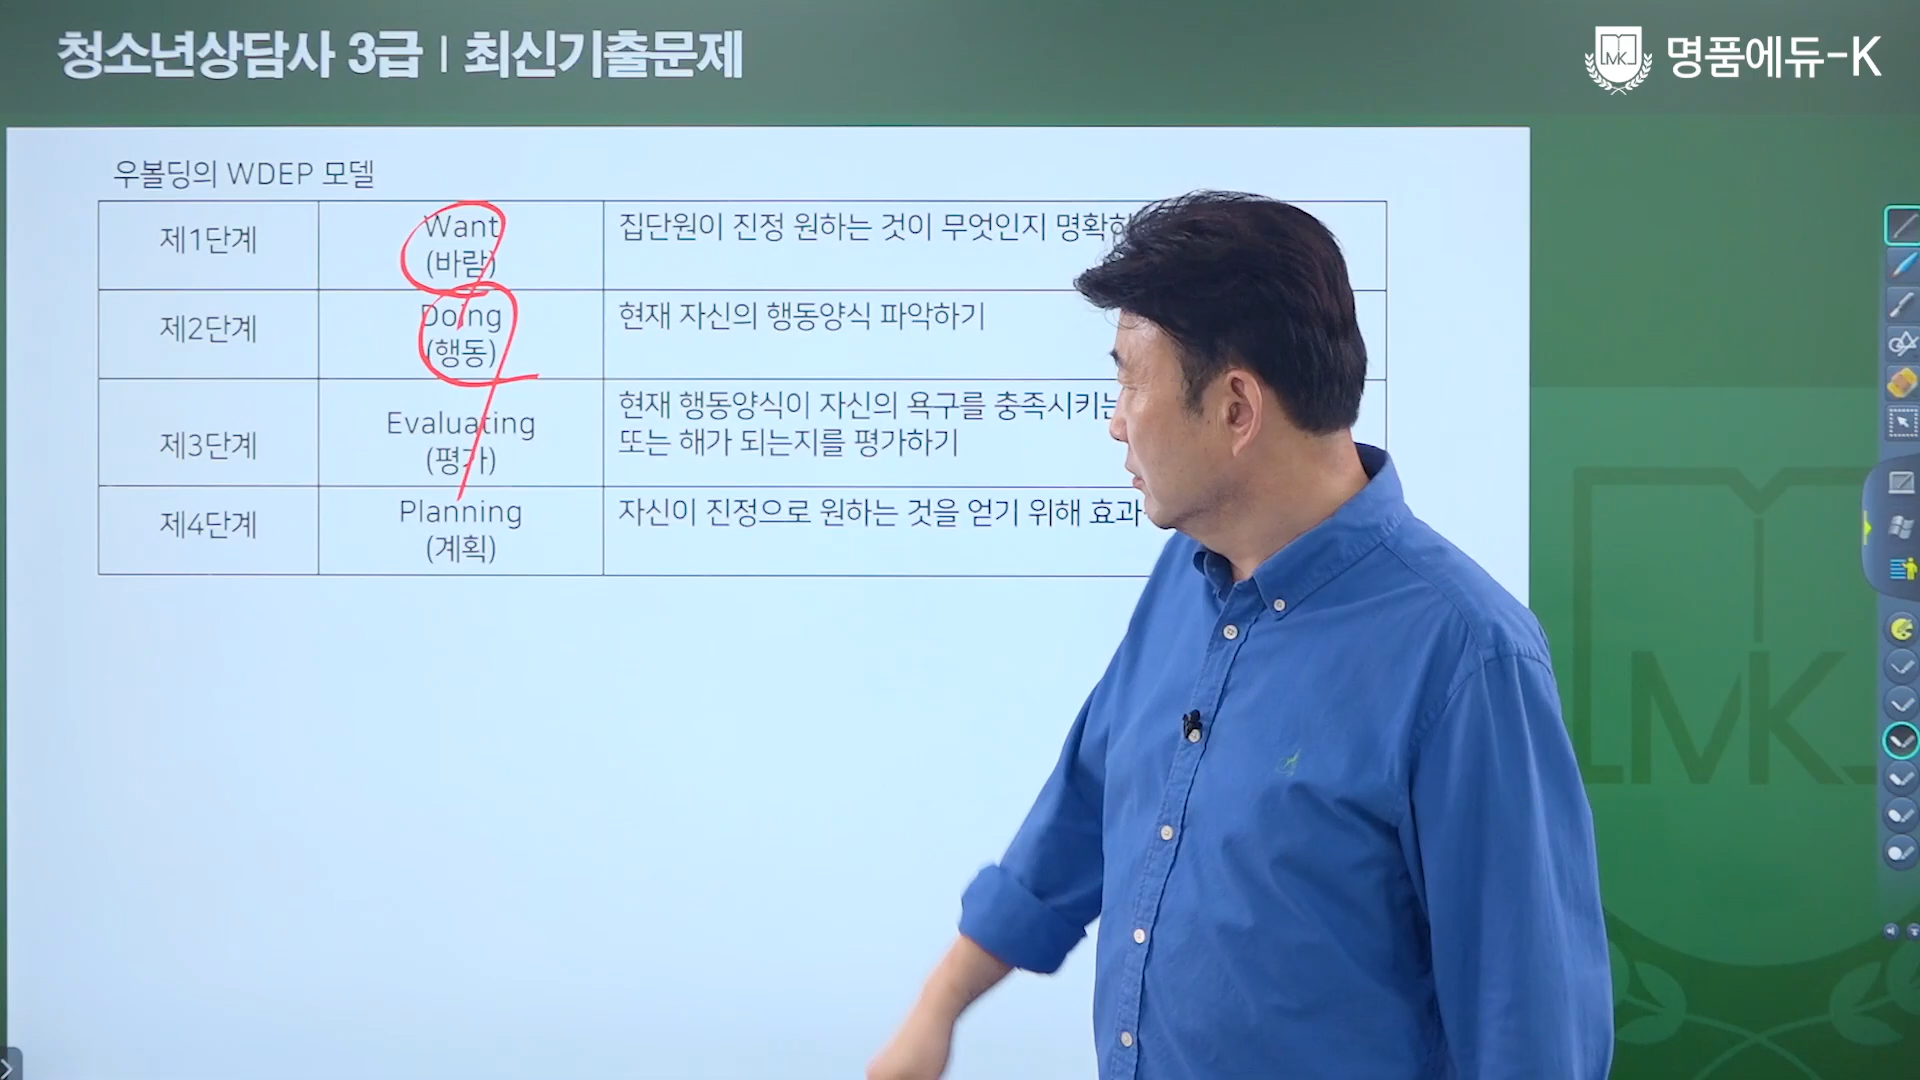 청소년상담사 3급 | 최신기출문제
MK 명품에듀-K
우볼딩의 WDEP 모델
제1단계
Want
(바람)
집단원이 진정 원하는 것이 무엇인지 명확하
제2단계
Doing
(행동)
현재 자신의 행동양식 파악하기
제3단계
Evaluating
(평가)
현재 행동양식이 자신의 욕구를 충족시키는
또는 해가 되는지를 평가하기
제4단계
Planning
(계획)
자신이 진정으로 원하는 것을 얻기 위해 효과
MK